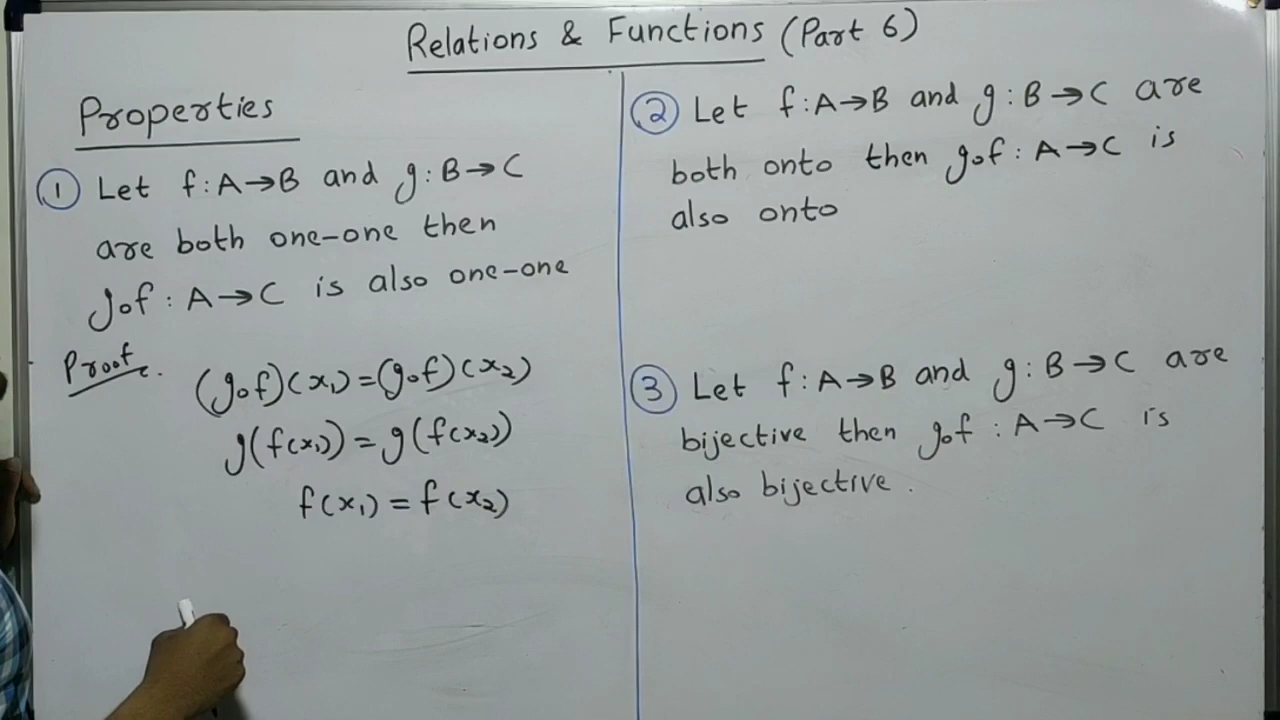 Relations & Functions (Part 6)
Properties
① Let f:A→B and g:B→C
are both one-one then
gof : A→C is also one-one
Proof.
(gof)(x₁)=(gof)(x₂)
g(f(x₁)) = g(f(x₂))
f(x₁) = f(x₂)
② Let f:A→B and g:B→C are
both onto then gof : A→C is
also onto
③ Let f:A→B and g:B→C are
bijective then gof : A→C is
also bijective.